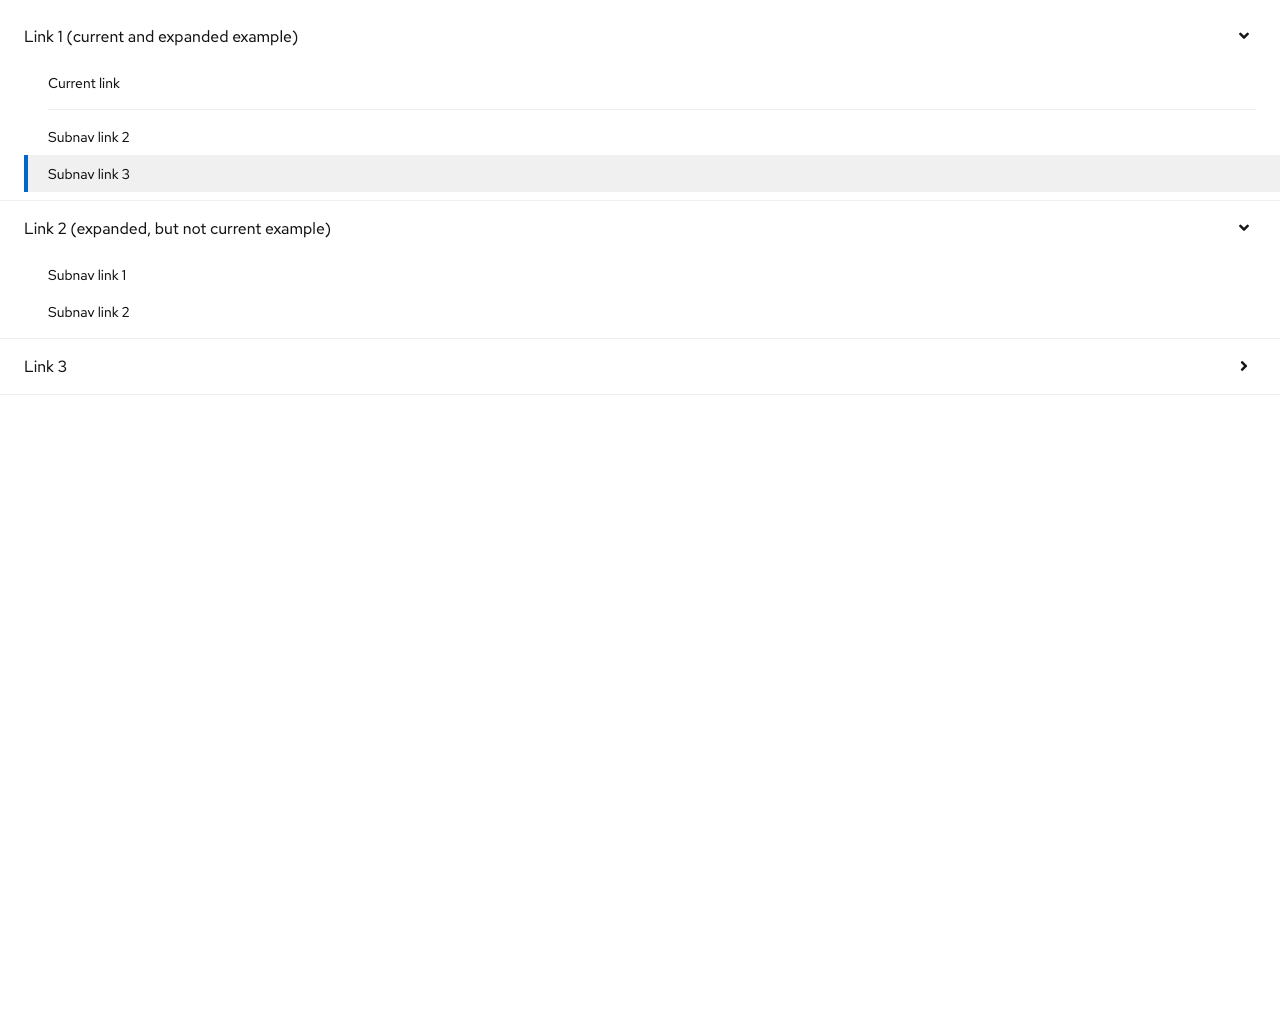 Link 1 (current and expanded example)
Current link
Subnav link 2
Subnav link 3
Link 2 (expanded, but not current example)
Subnav link 1
Subnav link 2
Link 3